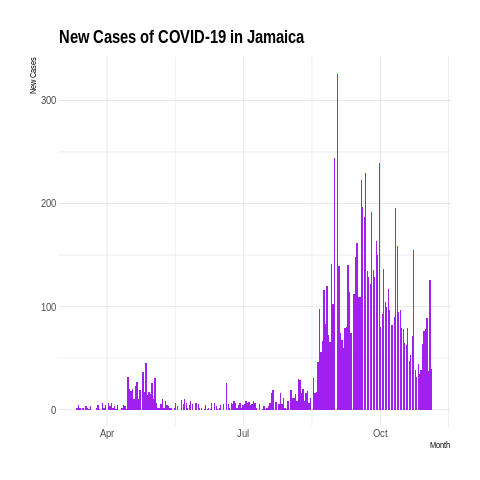 New Cases of COVID-19 in Jamaica
New Cases
300
200
100
0
Apr
Jul
Oct
Month